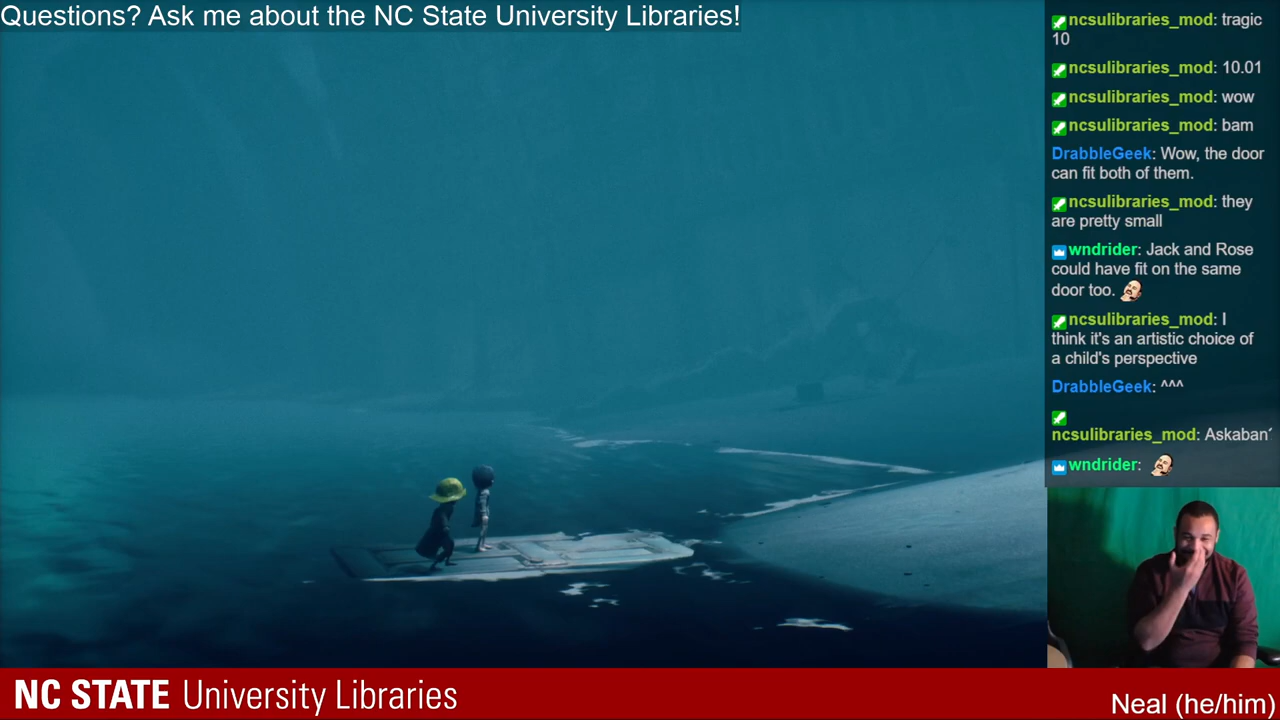 Questions? Ask me about the NC State University Libraries!
ncsulibraries_mod: tragic
10
ncsulibraries_mod: 10.01
ncsulibraries_mod: wow
ncsulibraries_mod: bam
DrabbleGeek: Wow, the door
can fit both of them.
ncsulibraries_mod: they
are pretty small
wndrider: Jack and Rose
could have fit on the same
door too.
ncsulibraries_mod: I
think it's an artistic choice of
a child's perspective
DrabbleGeek: ^^^
ncsulibraries_mod: Askaban
wndrider:
NC STATE University Libraries
Neal (he/him)